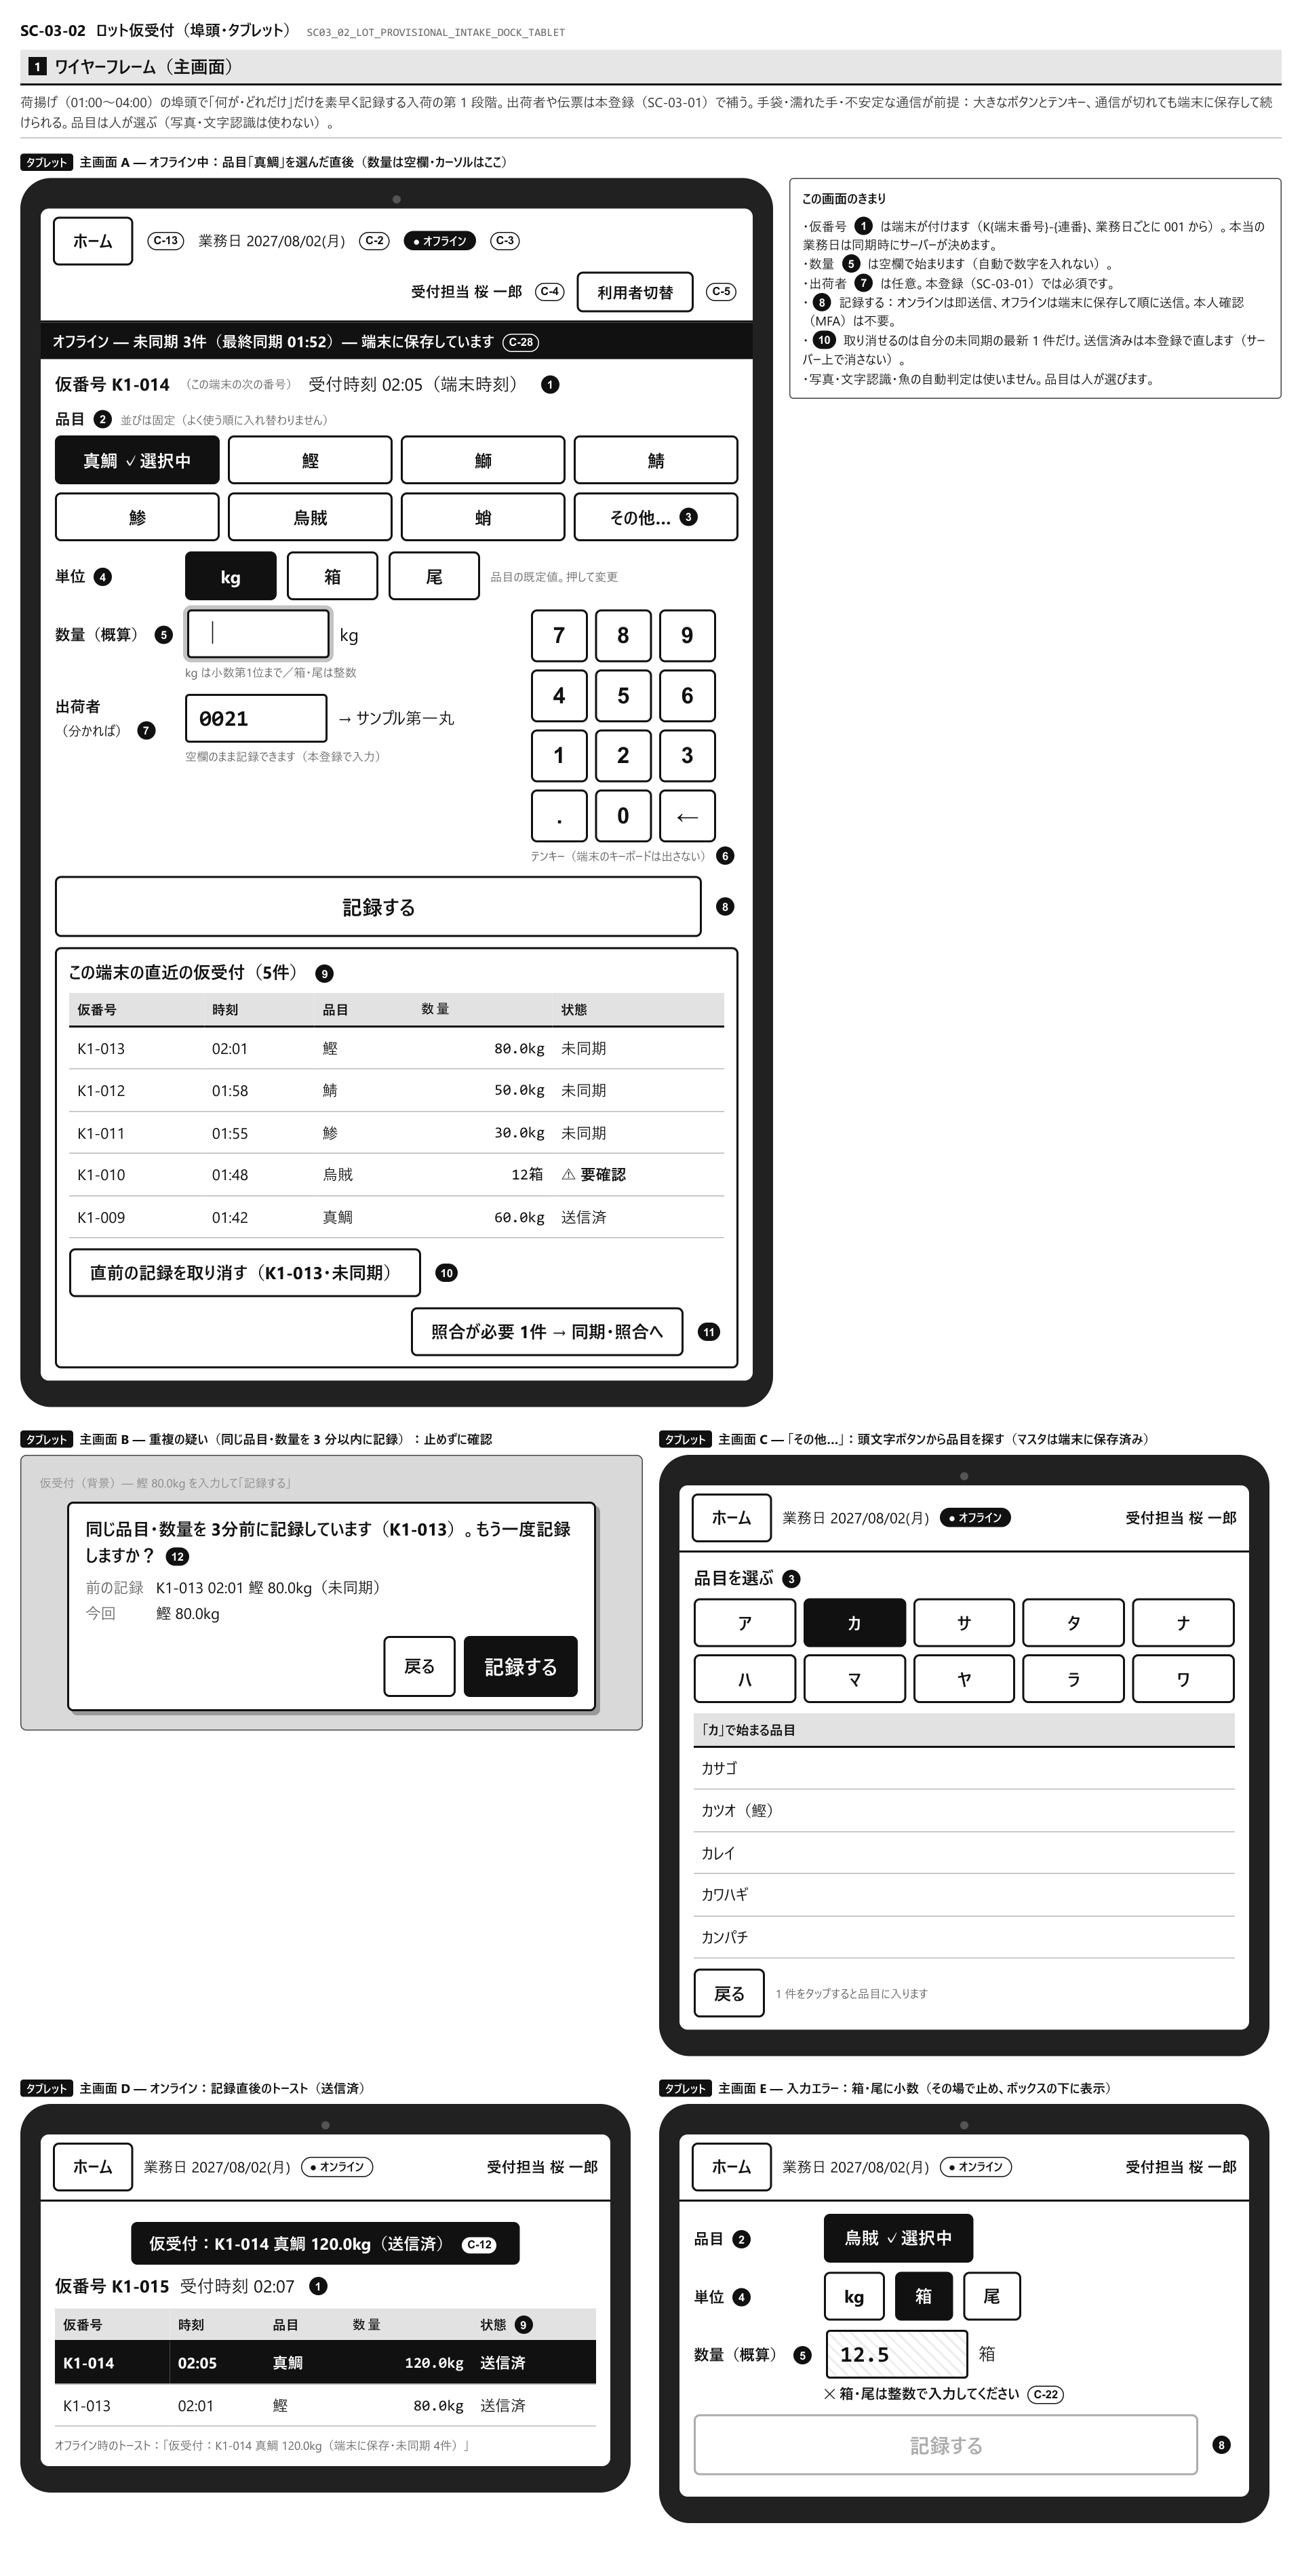 SC-03-02 ロット仮受付（埠頭・タブレット） SC03_02_LOT_PROVISIONAL_INTAKE_DOCK_TABLET
1 ワイヤーフレーム（主画面）
荷揚げ（01:00～04:00）の埠頭で「何が・どれだけ」だけを素早く記録する入荷の第 1 段階。出荷者や伝票は本登録（SC-03-01）で補う。手袋・濡れた手・不安定な通信が前提：大きなボタンとテンキー、通信が切れても端末に保存して続
けられる。品目は人が選ぶ（写真・文字認識は使わない）。
タブレット 主画面 A — オフライン中：品目「真鯛」を選んだ直後（数量は空欄・カーソルはここ）
ホーム C-13 業務日 2027/08/02(月) C-2 ● オフライン C-3
受付担当 桜 一郎 C-4 利用者切替 C-5
オフライン — 未同期 3件（最終同期 01:52）— 端末に保存しています C-28
仮番号 K1-014 （この端末の次の番号） 受付時刻 02:05（端末時刻） 1
品目 2 並びは固定（よく使う順に入れ替わりません）
真鯛 ✓選択中 鰹 鰤 鯖
鯵 烏賊 蛸 その他… 3
単位 4 kg 箱 尾 品目の既定値。押して変更
数量（概算） 5 kg
kg は小数第1位まで／箱・尾は整数
出荷者
（分かれば） 7 0021 → サンプル第一丸
空欄のまま記録できます（本登録で入力）
7 8 9
4 5 6
1 2 3
. 0 ←
テンキー（端末のキーボードは出さない） 6
記録する 8
この端末の直近の仮受付（5件） 9
仮番号 時刻 品目 数量 状態
K1-013 02:01 鰹 80.0kg 未同期
K1-012 01:58 鯖 50.0kg 未同期
K1-011 01:55 鯵 30.0kg 未同期
K1-010 01:48 烏賊 12箱 ⚠ 要確認
K1-009 01:42 真鯛 60.0kg 送信済
直前の記録を取り消す（K1-013・未同期） 10
照合が必要 1件 → 同期・照合へ 11
この画面のきまり
・仮番号 1 は端末が付けます（K{端末番号}-{連番}、業務日ごとに 001 から）。本当の
業務日は同期時にサーバーが決めます。
・数量 5 は空欄で始まります（自動で数字を入れない）。
・出荷者 7 は任意。本登録（SC-03-01）では必須です。
・ 8 記録する：オンラインは即送信、オフラインは端末に保存して順に送信。本人確認
（MFA）は不要。
・ 10 取り消せるのは自分の未同期の最新 1 件だけ。送信済みは本登録で直します（サー
バー上で消さない）。
・写真・文字認識・魚の自動判定は使いません。品目は人が選びます。
タブレット 主画面 B — 重複の疑い（同じ品目・数量を 3 分以内に記録）：止めずに確認
仮受付（背景）— 鰹 80.0kg を入力して「記録する」
同じ品目・数量を 3分前に記録しています（K1-013）。もう一度記録
しますか？ 12
前の記録 K1-013 02:01 鰹 80.0kg（未同期）
今回 鰹 80.0kg
戻る 記録する
タブレット 主画面 C — 「その他…」：頭文字ボタンから品目を探す（マスタは端末に保存済み）
ホーム 業務日 2027/08/02(月) ● オフライン 受付担当 桜 一郎
品目を選ぶ 3
ア カ サ タ ナ
ハ マ ヤ ラ ワ
「カ」で始まる品目
カサゴ
カツオ（鰹）
カレイ
カワハギ
カンパチ
戻る 1 件をタップすると品目に入ります
タブレット 主画面 D — オンライン：記録直後のトースト（送信済）
ホーム 業務日 2027/08/02(月) ● オンライン 受付担当 桜 一郎
仮受付：K1-014 真鯛 120.0kg（送信済） C-12
仮番号 K1-015 受付時刻 02:07 1
仮番号 時刻 品目 数量 状態 9
K1-014 02:05 真鯛 120.0kg 送信済
K1-013 02:01 鰹 80.0kg 送信済
オフライン時のトースト：「仮受付：K1-014 真鯛 120.0kg（端末に保存・未同期 4件）」
タブレット 主画面 E — 入力エラー：箱・尾に小数（その場で止め、ボックスの下に表示）
ホーム 業務日 2027/08/02(月) ● オンライン 受付担当 桜 一郎
品目 2 烏賊 ✓選択中
単位 4 kg 箱 尾
数量（概算） 5 12.5 箱
× 箱・尾は整数で入力してください C-22
記録する 8